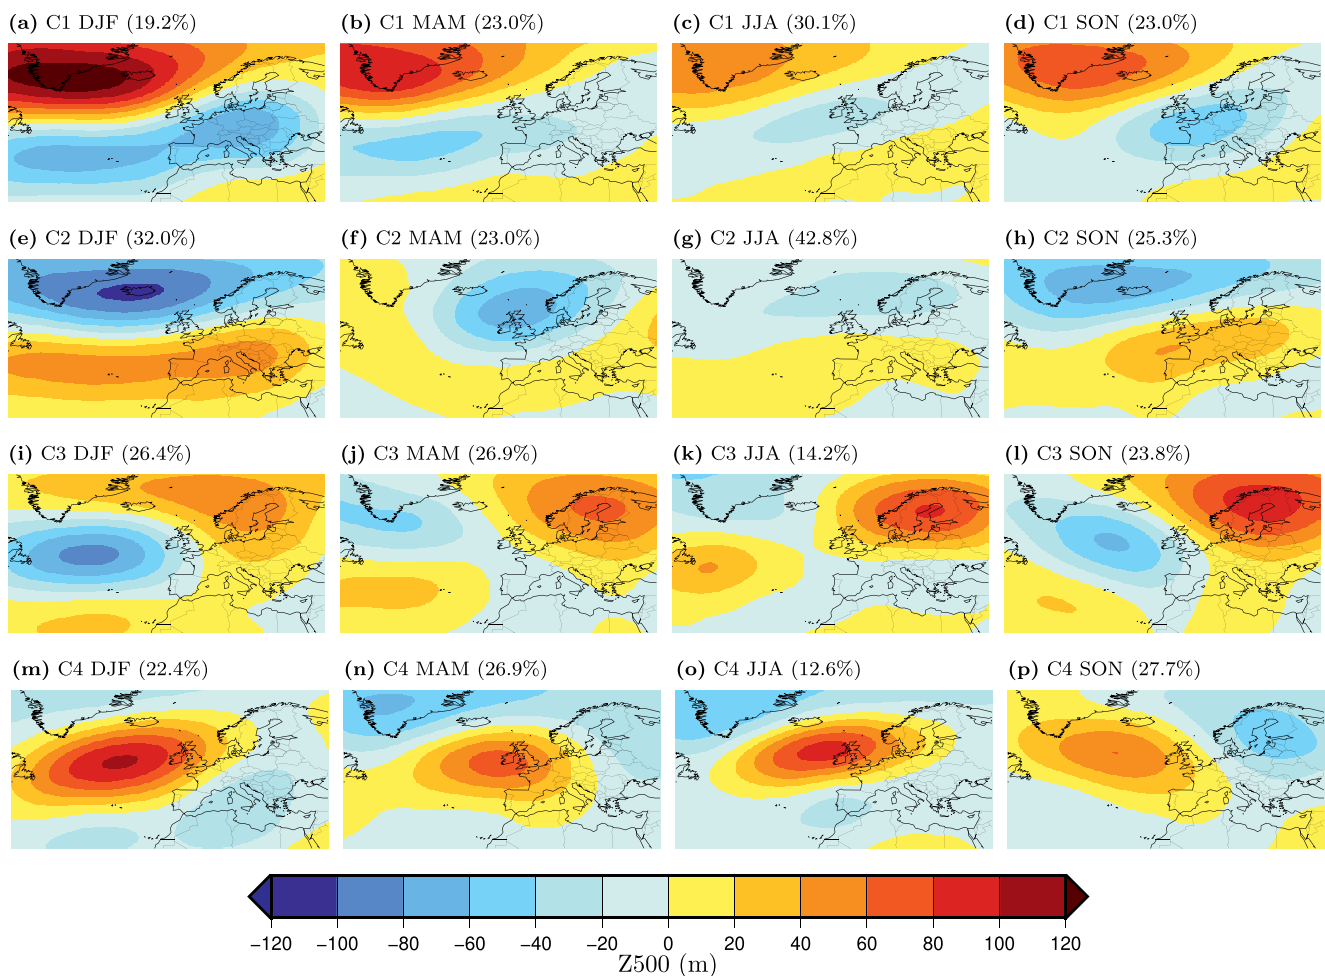 (a) C1 DJF (19.2%) (b) C1 MAM (23.0%) (c) C1 JJA (30.1%) (d) C1 SON (23.0%)
(e) C2 DJF (32.0%) (f) C2 MAM (23.0%) (g) C2 JJA (42.8%) (h) C2 SON (25.3%)
(i) C3 DJF (26.4%) (j) C3 MAM (26.9%) (k) C3 JJA (14.2%) (l) C3 SON (23.8%)
(m) C4 DJF (22.4%) (n) C4 MAM (26.9%) (o) C4 JJA (12.6%) (p) C4 SON (27.7%)
−120 −100 −80 −60 −40 −20 0 20 40 60 80 100 120
Z500 (m)